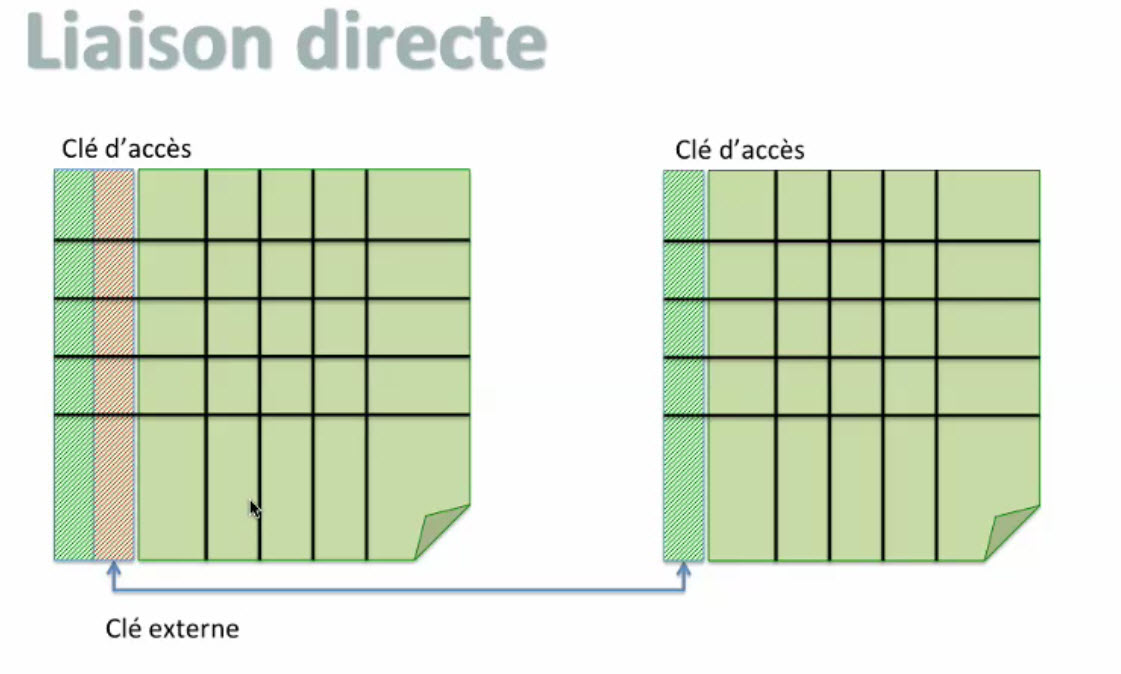 Liaison directe
Clé d’accès
Clé d’accès
Clé externe